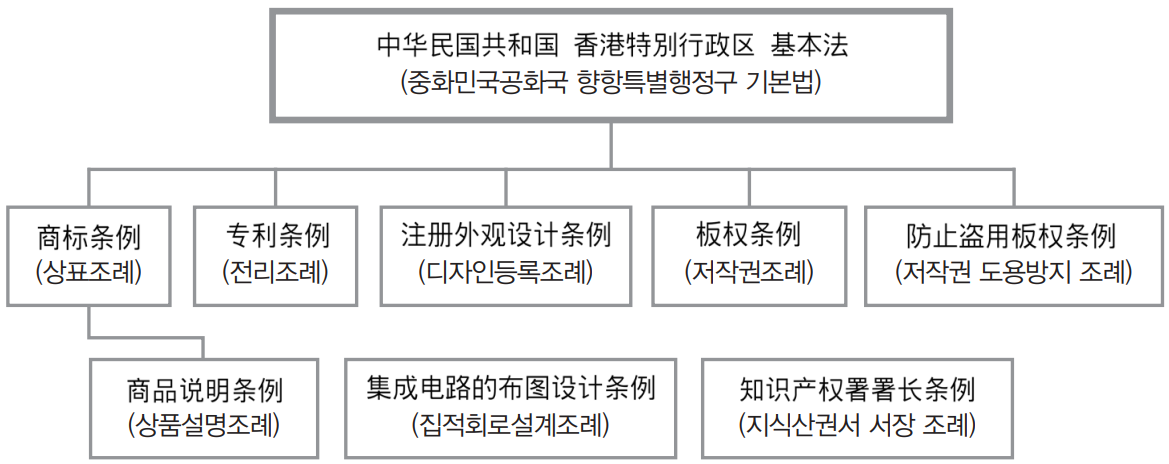 中华民国共和国 香港特别行政区 基本法
(중화민국공화국 향항특별행정구 기본법)
商标条例
(상표조례)
专利条例
(전리조례)
注册外观设计条例
(디자인등록조례)
板权条例
(저작권조례)
防止盗用板权条例
(저작권 도용방지 조례)
商品说明条例
(상품설명조례)
集成电路的布图设计条例
(집적회로설계조례)
知识产权署署长条例
(지식산권서 서장 조례)